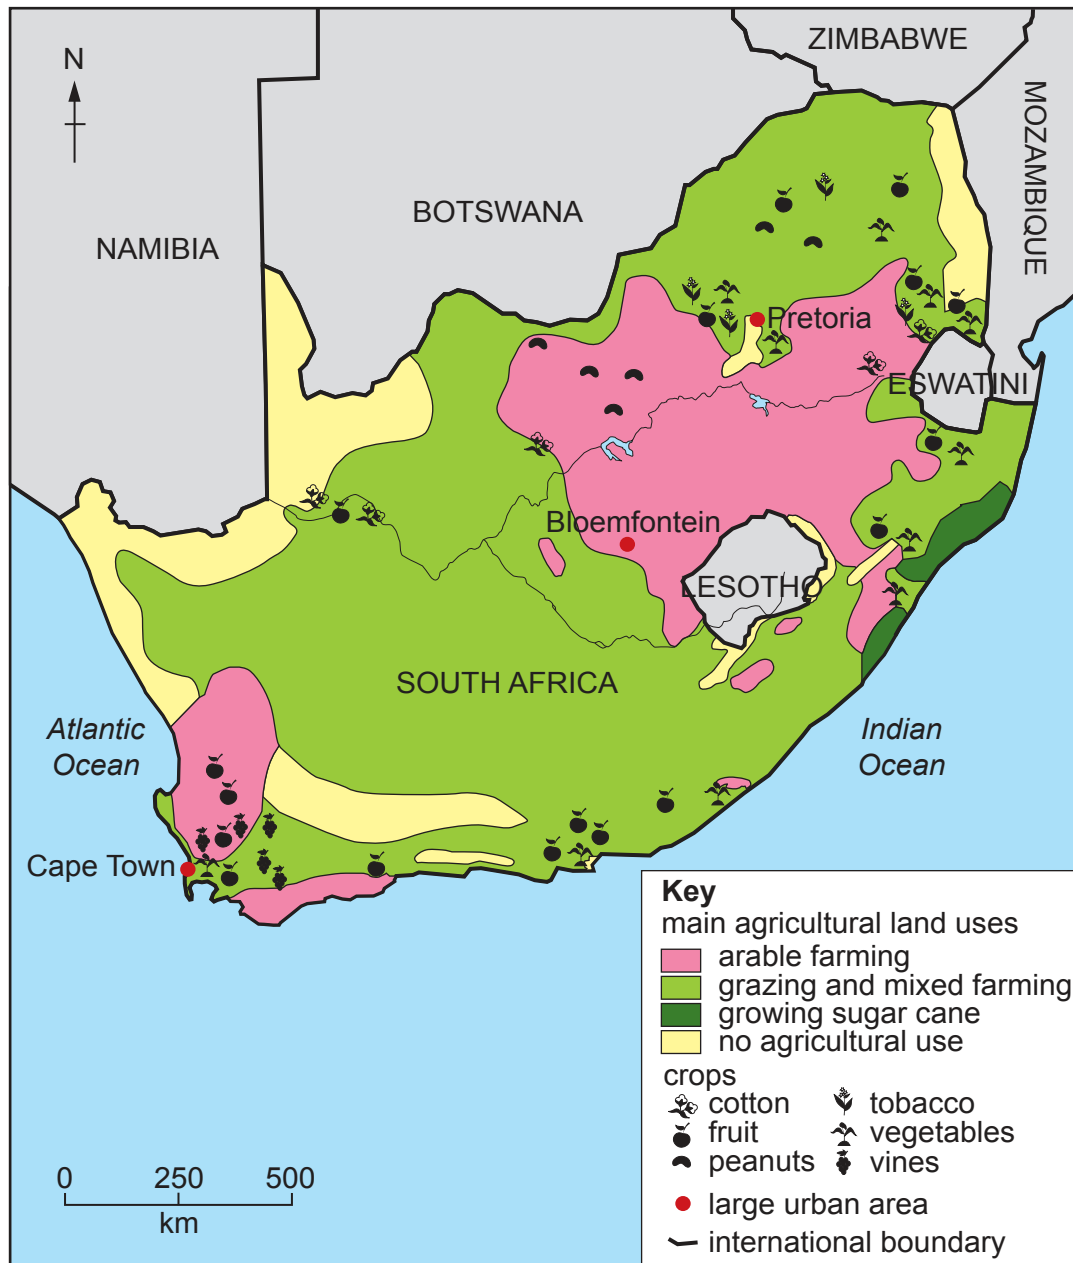 ZIMBABWE
N
MOZAMBIQUE
BOTSWANA
NAMIBIA
Pretoria
ESWATINI
Bloemfontein
LESOTHO
SOUTH AFRICA
Atlantic
Ocean
Indian
Ocean
Cape Town
Key
main agricultural land uses
arable farming
grazing and mixed farming
growing sugar cane
no agricultural use
crops
cotton
tobacco
fruit
vegetables
peanuts
vines
large urban area
international boundary
0 250 500
km